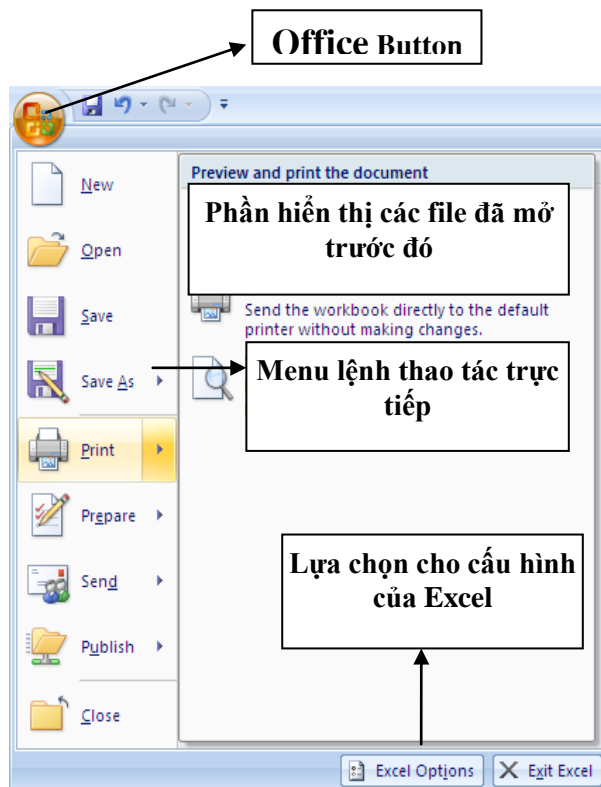 Office Button
New
Open
Save
Save As
Print
Prepare
Send
Publish
Close
Preview and print the document
Phần hiển thị các file đã mở
trước đó
Send the workbook directly to the default
printer without making changes.
Menu lệnh thao tác trực
tiếp
Lựa chọn cho cấu hình
của Excel
Excel Options
Exit Excel